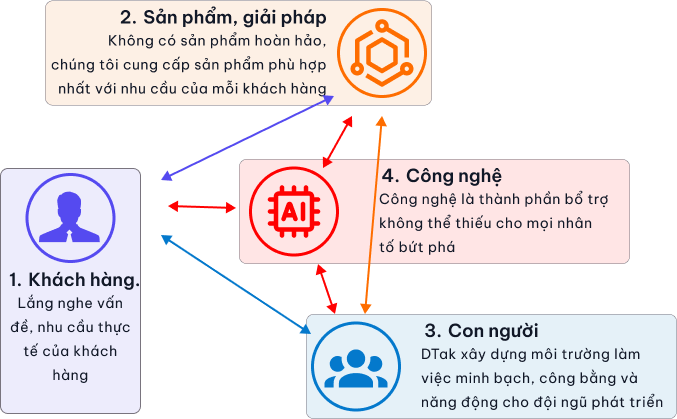 2. Sản phẩm, giải pháp
Không có sản phẩm hoàn hảo,
chúng tôi cung cấp sản phẩm phù hợp
nhất với nhu cầu của mỗi khách hàng
4. Công nghệ
Công nghệ là thành phần bổ trợ
không thể thiếu cho mọi nhân
tố bứt phá
AI
1. Khách hàng.
Lắng nghe vấn
đề, nhu cầu thực
tế của khách
hàng
3. Con người
DTak xây dựng môi trường làm
việc minh bạch, công bằng và
năng động cho đội ngũ phát triển